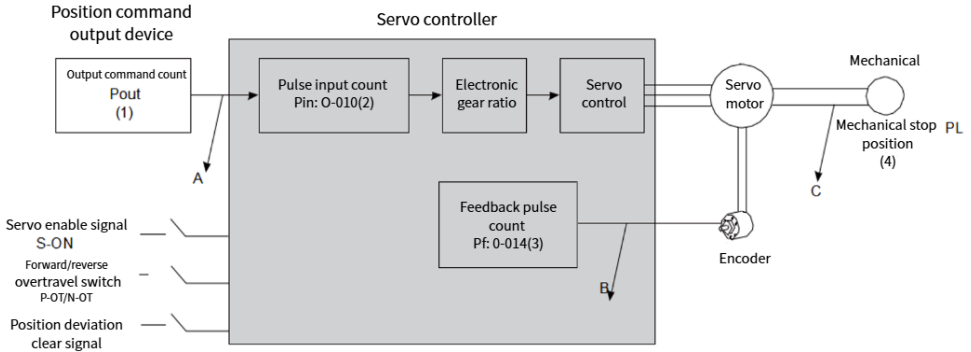 Position command
output device
Servo controller
Output command count
Pout
(1)
Pulse input count
Pin: O-010(2)
Electronic
gear ratio
Servo
control
Servo
motor
Mechanical
Mechanical stop
position
(4)
PL
A
C
Feedback pulse
count
Pf: 0-014(3)
Servo enable signal
S-ON
Forward/reverse
overtravel switch
P-OT/N-OT
Position deviation
clear signal
B
Encoder